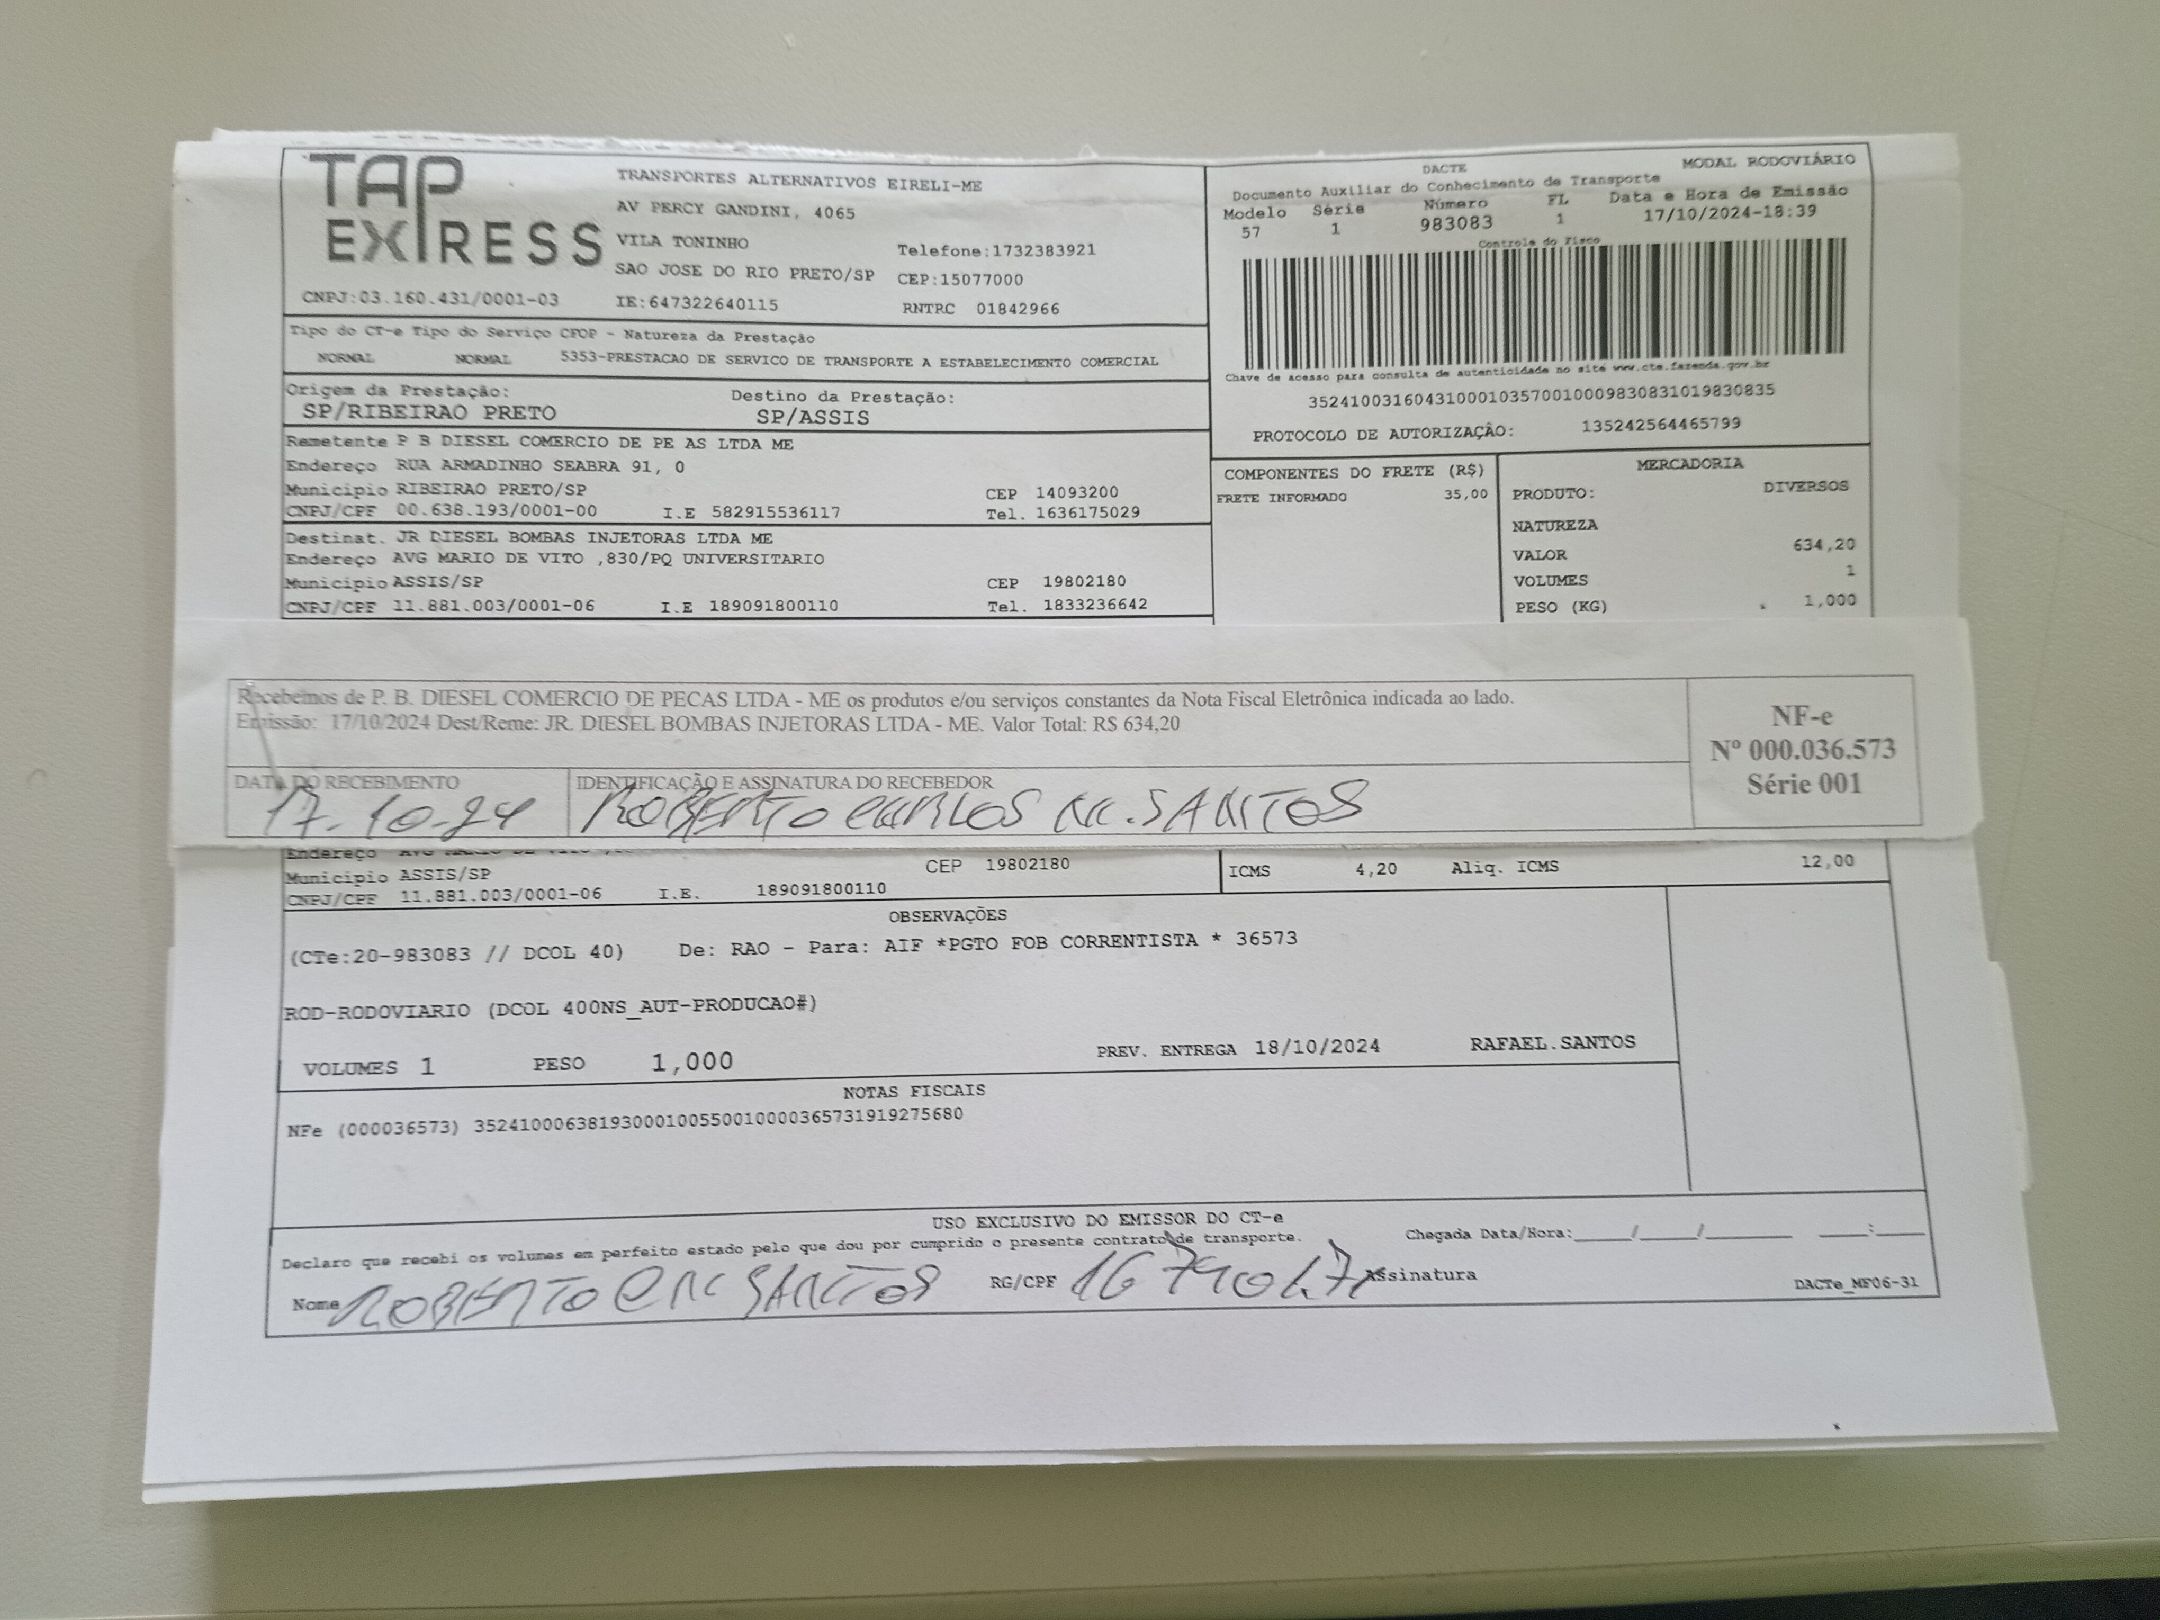 TAP EXPRESS
TRANSPORTES ALTERNATIVOS EIRELI-ME
AV PERCY GANDINI, 4065
VILA TONINHO
Telefone:1732383921
SAO JOSE DO RIO PRETO/SP CEP:15077000
CNPJ:03.160.431/0001-03 IE:647322640115 RNTRC 01842966
DACTE MODAL RODOVIÁRIO
Documento Auxiliar do Conhecimento de Transporte
Modelo Série Número FL Data e Hora de Emissão
57 1 983083 1 17/10/2024-18:39
Controle do Fisco
Chave de acesso para consulta de autenticidade no site www.cte.fazenda.gov.br
35241003160431000103570010009830831019830835
PROTOCOLO DE AUTORIZAÇÃO: 135242564465799
Tipo do CT-e Tipo do Serviço CFOP - Natureza da Prestação
NORMAL NORMAL 5353-PRESTACAO DE SERVICO DE TRANSPORTE A ESTABELECIMENTO COMERCIAL
Origem da Prestação: Destino da Prestação:
SP/RIBEIRAO PRETO SP/ASSIS
Remetente P B DIESEL COMERCIO DE PE AS LTDA ME
Endereço RUA ARMADINHO SEABRA 91, 0
Municipio RIBEIRAO PRETO/SP CEP 14093200
CNPJ/CPF 00.638.193/0001-00 I.E 582915536117 Tel. 1636175029
Destinat. JR DIESEL BOMBAS INJETORAS LTDA ME
Endereço AVG MARIO DE VITO ,830/PQ UNIVERSITARIO
Municipio ASSIS/SP CEP 19802180
CNPJ/CPF 11.881.003/0001-06 I.E 189091800110 Tel. 1833236642
COMPONENTES DO FRETE (R$)
FRETE INFORMADO 35,00
MERCADORIA
PRODUTO: DIVERSOS
NATUREZA
VALOR 634,20
VOLUMES 1
PESO (KG) 1,000
Recebemos de P. B. DIESEL COMERCIO DE PECAS LTDA - ME os produtos e/ou serviços constantes da Nota Fiscal Eletrônica indicada ao lado.
Emissão: 17/10/2024 Dest/Reme: JR. DIESEL BOMBAS INJETORAS LTDA - ME. Valor Total: R$ 634,20
NF-e
Nº 000.036.573
Série 001
DATA DO RECEBIMENTO IDENTIFICAÇÃO E ASSINATURA DO RECEBEDOR
17-10-24 ROBERTO CARLOS M. SANTOS
Endereço
Municipio ASSIS/SP CEP 19802180
CNPJ/CPF 11.881.003/0001-06 I.E. 189091800110
ICMS 4,20 Aliq. ICMS 12,00
OBSERVAÇÕES
(CTe:20-983083 // DCOL 40) De: RAO - Para: AIF *PGTO FOB CORRENTISTA * 36573
ROD-RODOVIARIO (DCOL 400NS_AUT-PRODUCAO#)
VOLUMES 1 PESO 1,000 PREV. ENTREGA 18/10/2024 RAFAEL.SANTOS
NOTAS FISCAIS
NFe (000036573) 35241000638193000100550010000365731919275680
USO EXCLUSIVO DO EMISSOR DO CT-e
Declaro que recebi os volumes em perfeito estado pelo que dou por cumprido o presente contrato de transporte.
Chegada Data/Hora:____/____/______ ____:____
Nome ROBERTO SANTOS RG/CPF Assinatura
DACTe_MF06-31